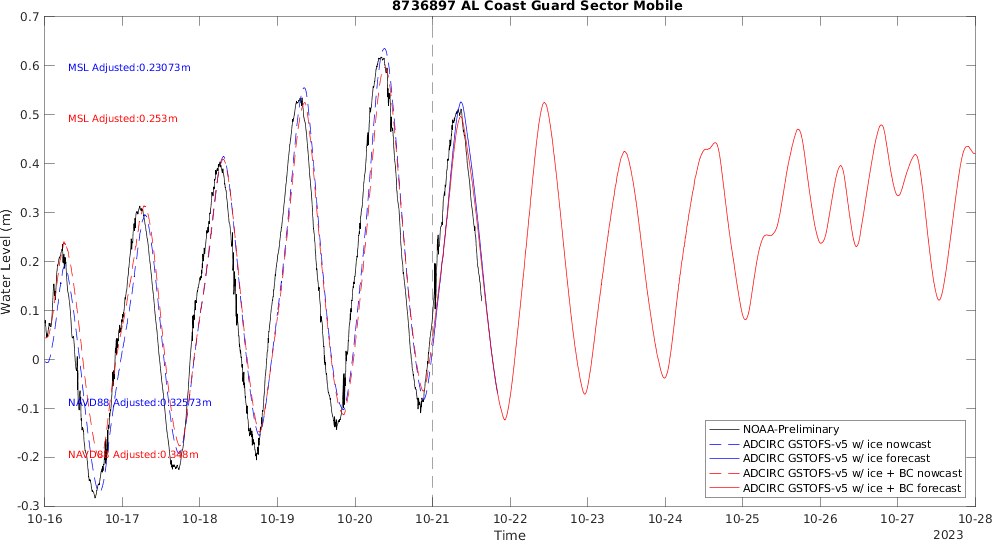 8736897 AL Coast Guard Sector Mobile
0.7
0.6
0.5
0.4
0.3
0.2
0.1
0
-0.1
-0.2
-0.3
Water Level (m)
MSL Adjusted:0.23073m
MSL Adjusted:0.253m
NAVD88 Adjusted:0.32573m
NAVD88 Adjusted:0.348m
NOAA-Preliminary
ADCIRC GSTOFS-v5 w/ ice nowcast
ADCIRC GSTOFS-v5 w/ ice forecast
ADCIRC GSTOFS-v5 w/ ice + BC nowcast
ADCIRC GSTOFS-v5 w/ ice + BC forecast
10-16 10-17 10-18 10-19 10-20 10-21 10-22 10-23 10-24 10-25 10-26 10-27 10-28
Time
2023